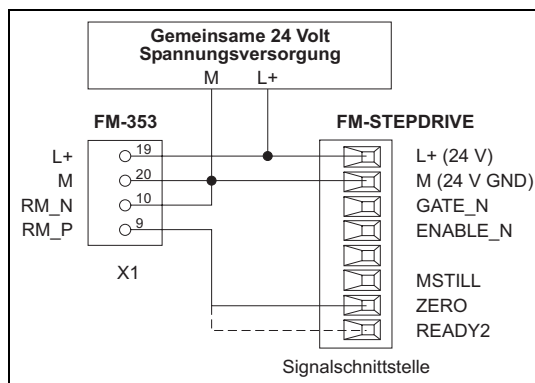 Gemeinsame 24 Volt
Spannungsversorgung
M L+
FM-353 FM-STEPDRIVE
L+ 19 L+ (24 V)
M 20 M (24 V GND)
RM_N 10 GATE_N
RM_P 9 ENABLE_N
X1 MSTILL
ZERO
READY2
Signalschnittstelle